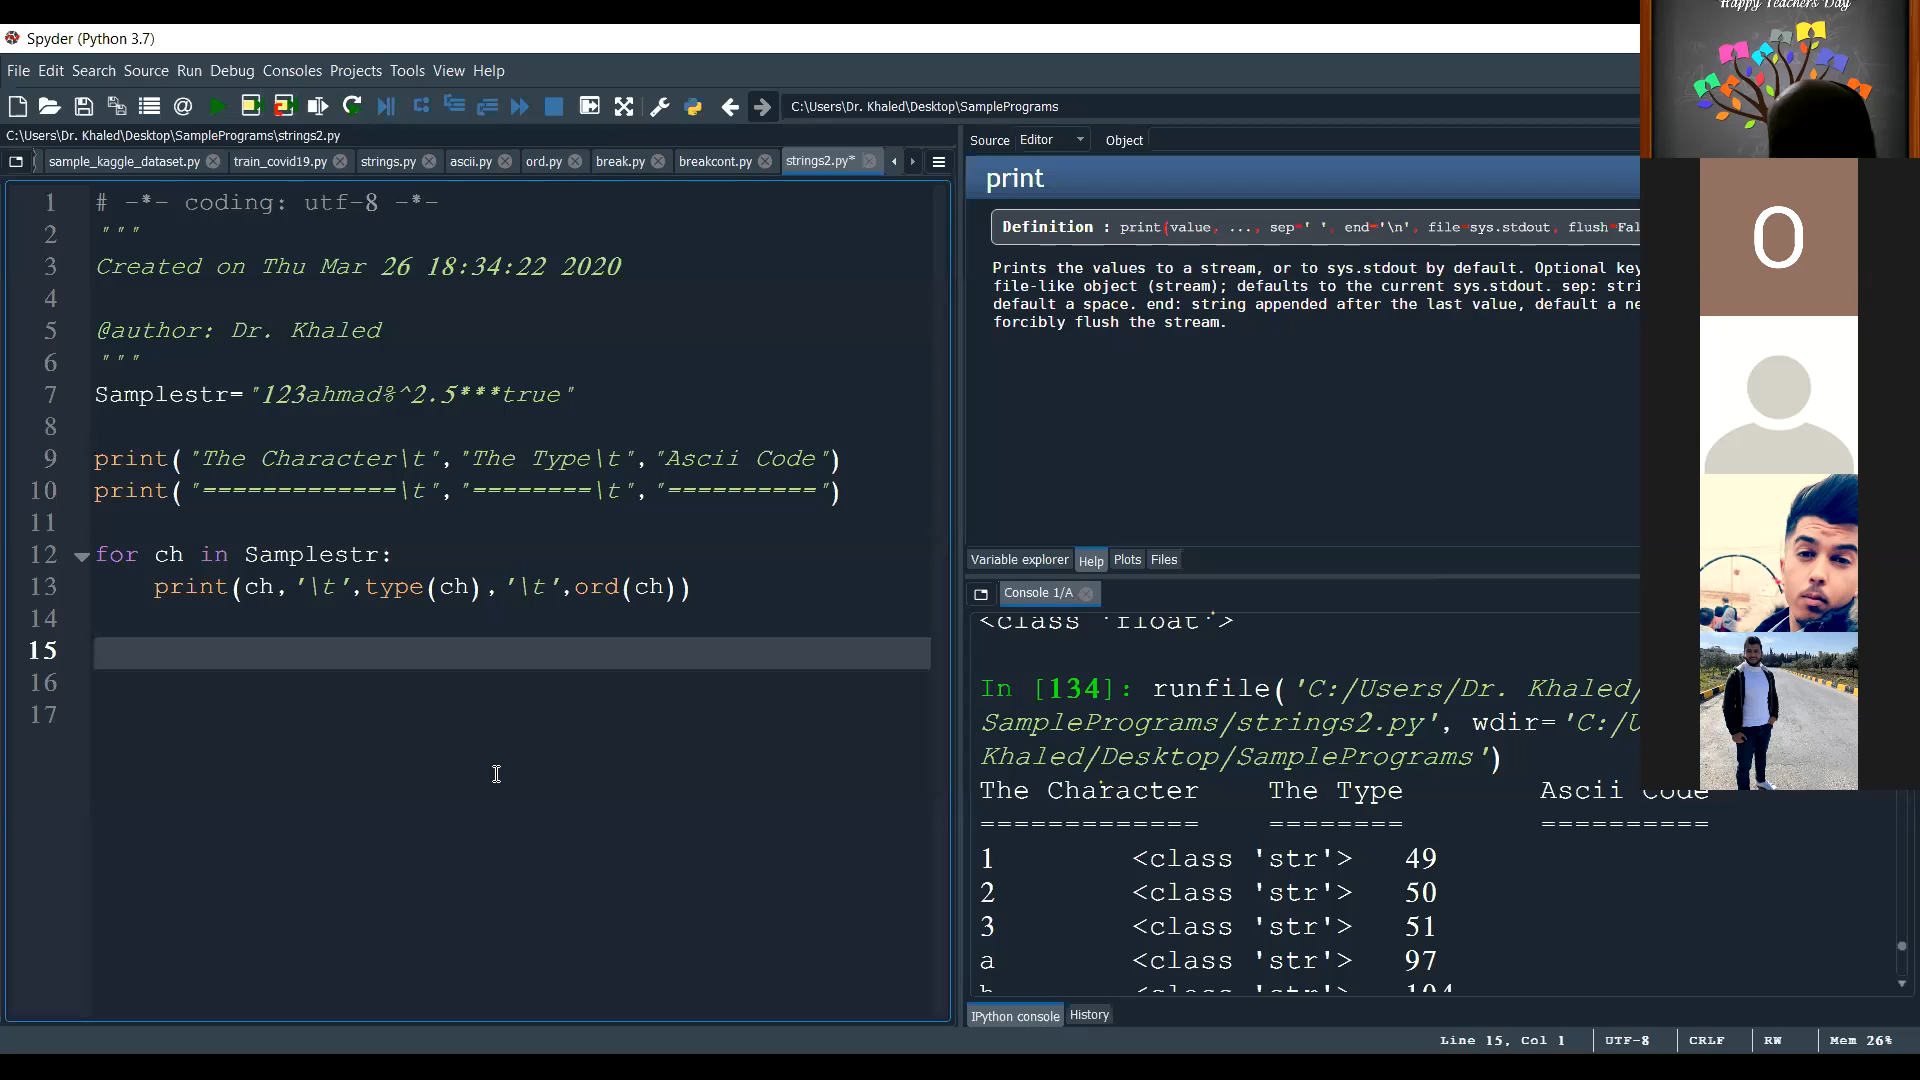 Happy Teachers Day
Spyder (Python 3.7)
File Edit Search Source Run Debug Consoles Projects Tools View Help
C:\Users\Dr. Khaled\Desktop\SamplePrograms
C:\Users\Dr. Khaled\Desktop\SamplePrograms\strings2.py
sample_kaggle_dataset.py train_covid19.py strings.py ascii.py ord.py break.py breakcont.py strings2.py*
1 # -*- coding: utf-8 -*-
2 """
3 Created on Thu Mar 26 18:34:22 2020
4
5 @author: Dr. Khaled
6 """
7 Samplestr="123ahmad%^2.5***true"
8
9 print("The Character\t","The Type\t","Ascii Code")
10 print("=============\t","========\t","==========")
11
12 for ch in Samplestr:
13 print(ch,'\t',type(ch),'\t',ord(ch))
14
15
16
17
Source Editor Object
print
Definition : print(value, ..., sep=' ', end='\n', file=sys.stdout, flush=Fal
Prints the values to a stream, or to sys.stdout by default. Optional key
file-like object (stream); defaults to the current sys.stdout. sep: stri
default a space. end: string appended after the last value, default a ne
forcibly flush the stream.
Variable explorer Help Plots Files
Console 1/A
<class 'float'>
In [134]: runfile('C:/Users/Dr. Khaled/
SamplePrograms/strings2.py', wdir='C:/U
Khaled/Desktop/SamplePrograms')
The Character The Type Ascii Code
============= ======== ==========
1 <class 'str'> 49
2 <class 'str'> 50
3 <class 'str'> 51
a <class 'str'> 97
h <class 'str'> 104
IPython console History
Line 15, Col 1 UTF-8 CRLF RW Mem 26%
O